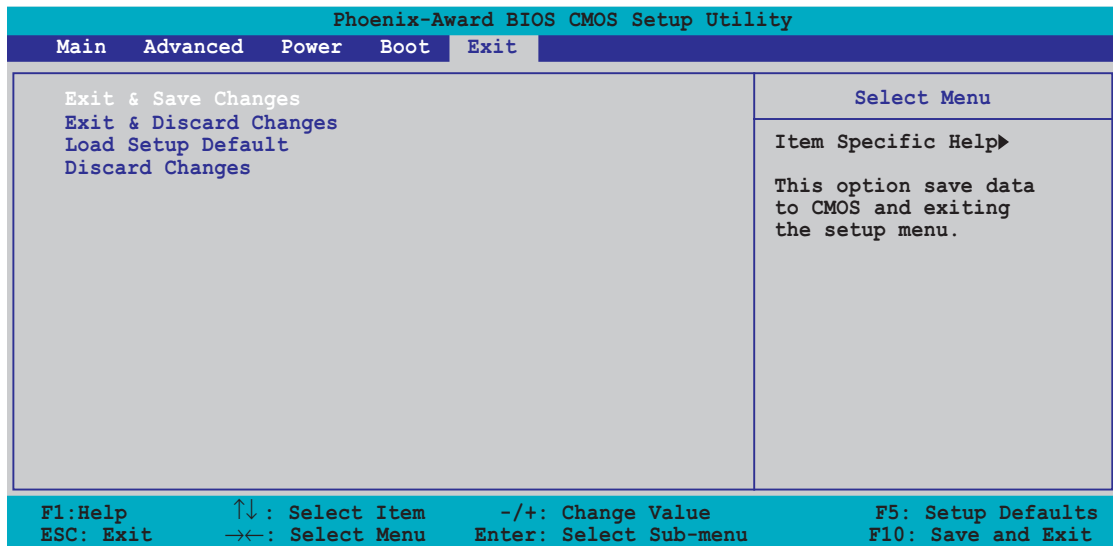 Phoenix-Award BIOS CMOS Setup Utility
Main Advanced Power Boot Exit
Exit & Save Changes
Exit & Discard Changes
Load Setup Default
Discard Changes
Select Menu
Item Specific Help▶
This option save data
to CMOS and exiting
the setup menu.
F1:Help ↑↓: Select Item -/+: Change Value F5: Setup Defaults
ESC: Exit →←: Select Menu Enter: Select Sub-menu F10: Save and Exit